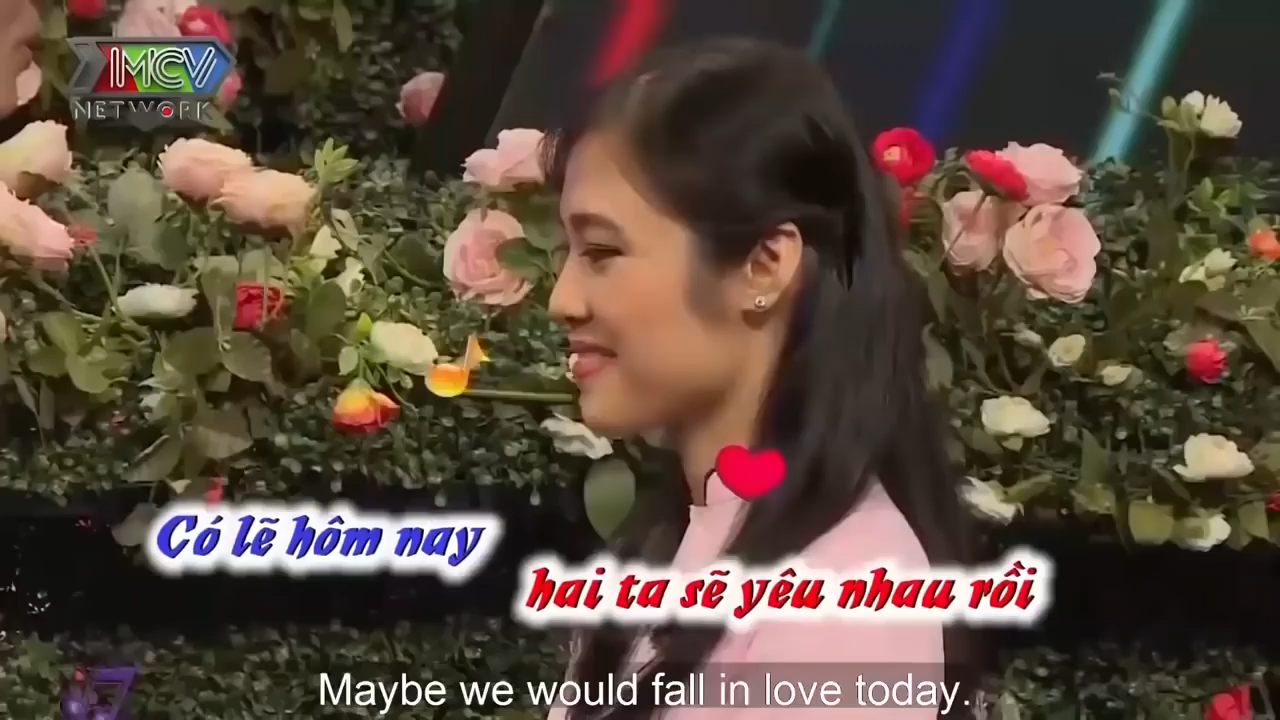 MCV
NETWORK
Có lẽ hôm nay
hai ta sẽ yêu nhau rồi
Maybe we would fall in love today.